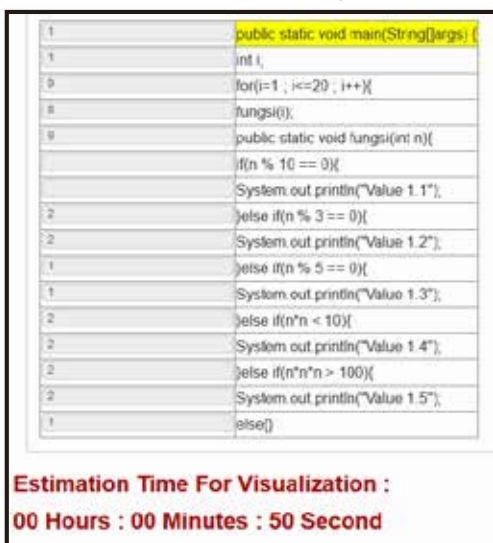 1 public static void main(String[]args) {
1 int i;
9 for(i=1 ; i<=20 ; i++){
8 fungsi(i);
9 public static void fungsi(int n){
if(n % 10 == 0){
System.out.println("Value 1.1");
2 }else if(n % 3 == 0){
2 System.out.println("Value 1.2");
1 }else if(n % 5 == 0){
1 System.out.println("Value 1.3");
2 }else if(n*n < 10){
2 System.out.println("Value 1.4");
2 }else if(n*n*n > 100){
2 System.out.println("Value 1.5");
1 else{}
Estimation Time For Visualization :
00 Hours : 00 Minutes : 50 Second